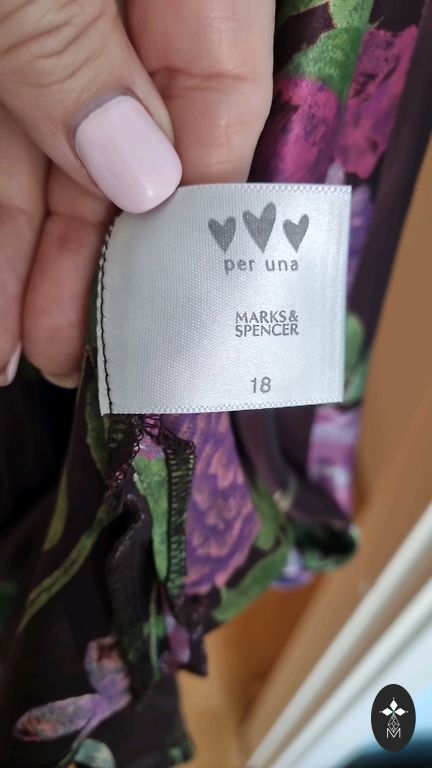 per una
MARKS&
SPENCER
18
M